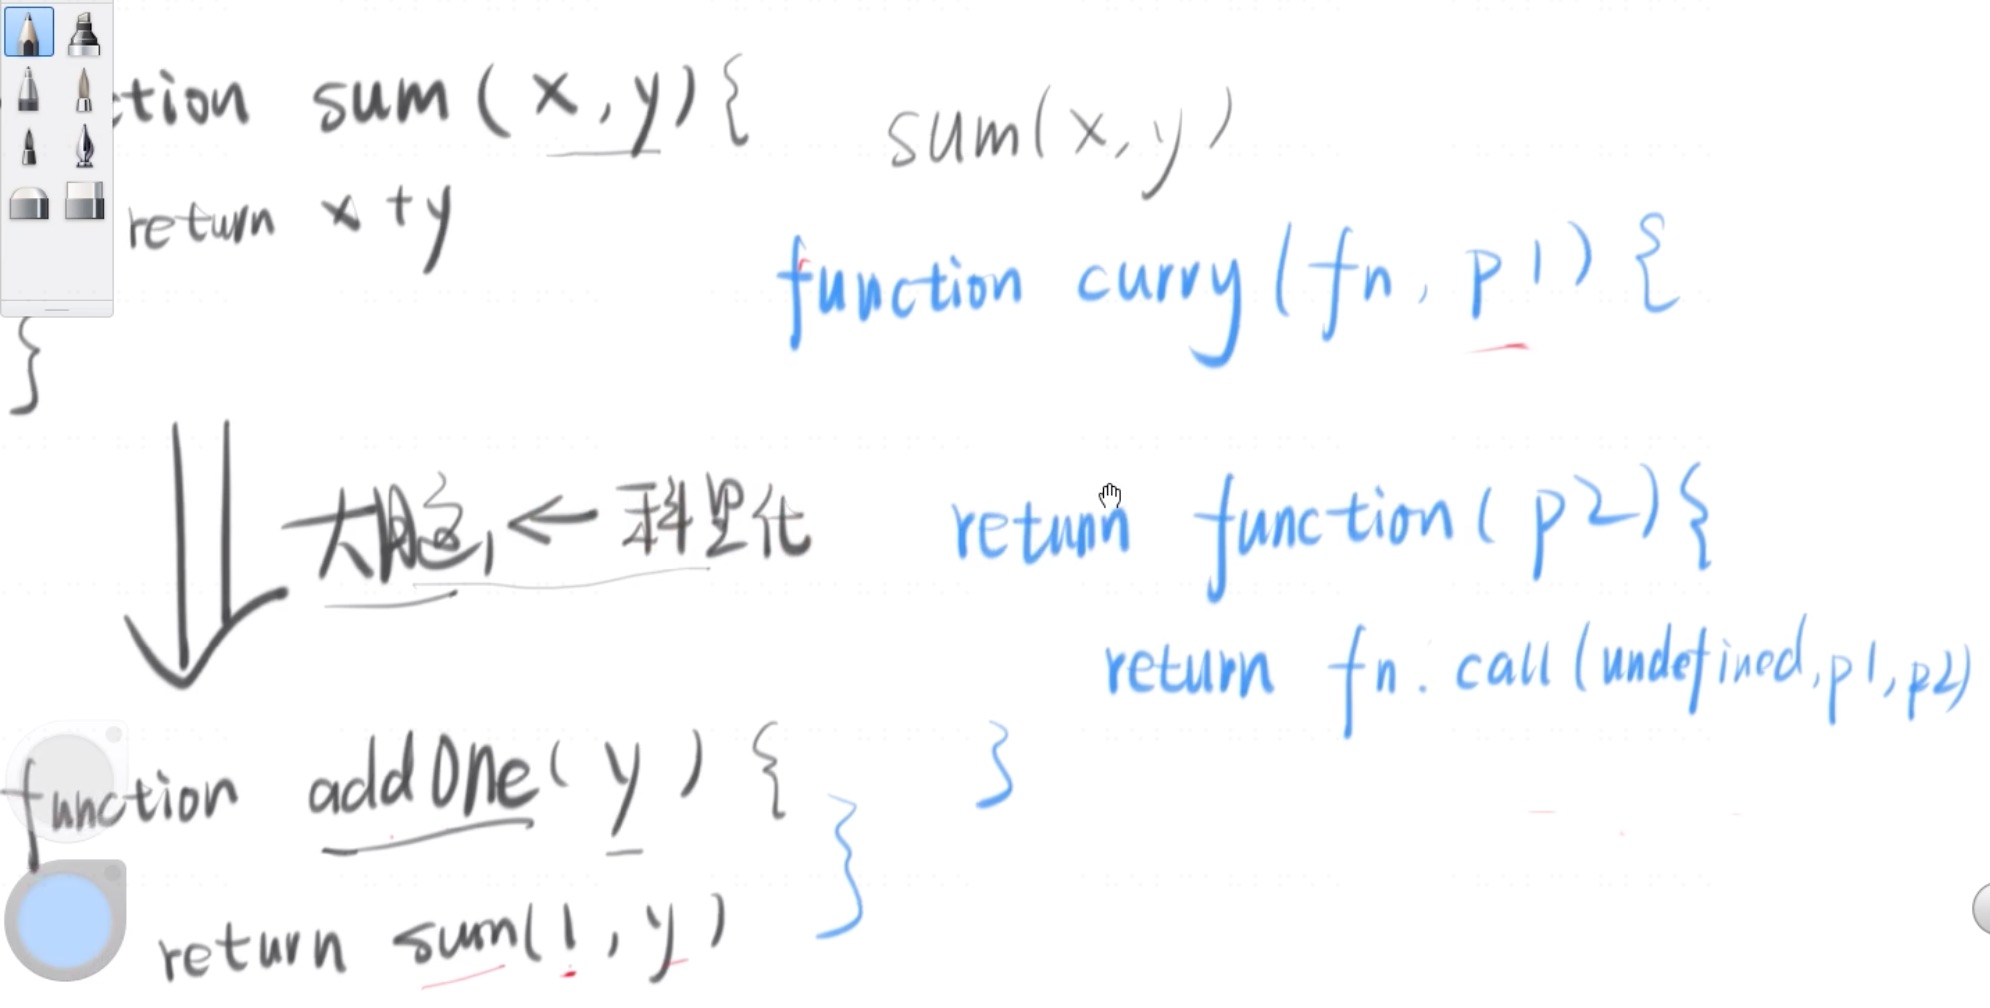 ction sum(x,y){
return x+y
}
sum(x,y)
function curry(fn,p1){
return function(p2){
return fn.call(undefined,p1,p2)
}
}
大脑 ← 科里化
function addOne(y){
return sum(1,y)